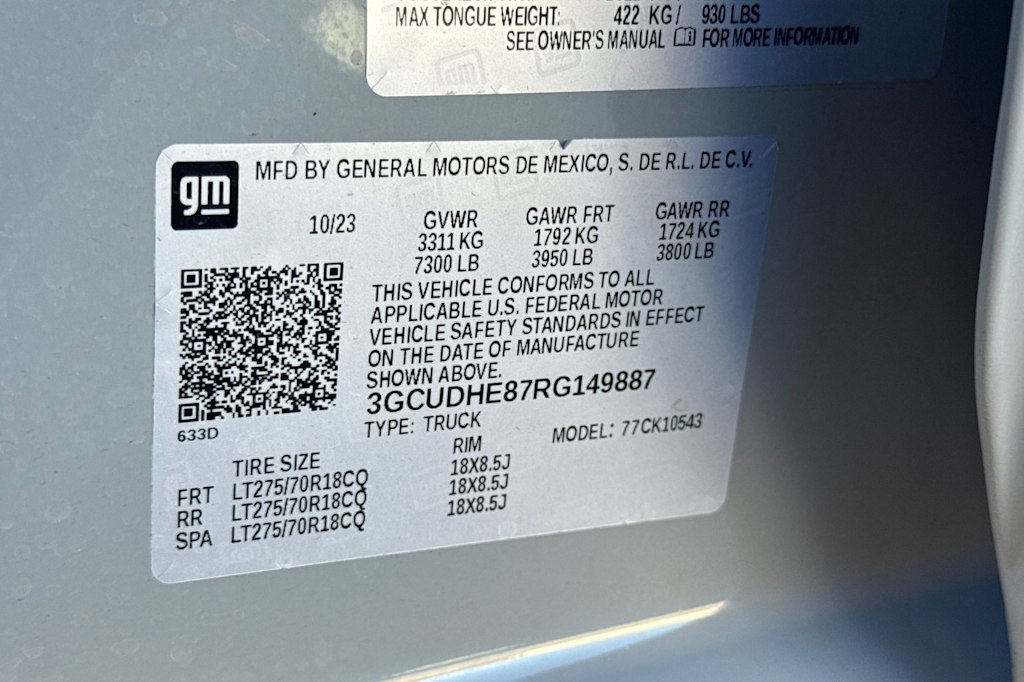 MAX TONGUE WEIGHT: 422 KG/ 930 LBS
SEE OWNER'S MANUAL FOR MORE INFORMATION
gm
MFD BY GENERAL MOTORS DE MEXICO, S. DE R.L. DE C.V.
10/23 GVWR GAWR FRT GAWR RR
3311 KG 1792 KG 1724 KG
7300 LB 3950 LB 3800 LB
THIS VEHICLE CONFORMS TO ALL
APPLICABLE U.S. FEDERAL MOTOR
VEHICLE SAFETY STANDARDS IN EFFECT
ON THE DATE OF MANUFACTURE
SHOWN ABOVE.
3GCUDHE87RG149887
633D
TYPE: TRUCK MODEL: 77CK10543
TIRE SIZE RIM
FRT LT275/70R18CQ 18X8.5J
RR LT275/70R18CQ 18X8.5J
SPA LT275/70R18CQ 18X8.5J